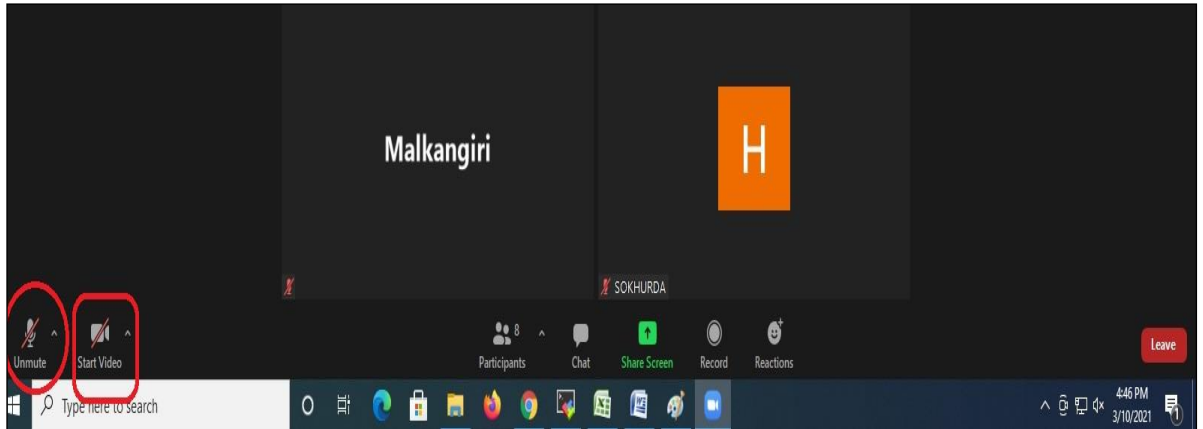 Malkangiri
H
SOKHURDA
8
Unmute
Start Video
Participants
Chat
Share Screen
Record
Reactions
Leave
Type here to search
4:46 PM
3/10/2021
1